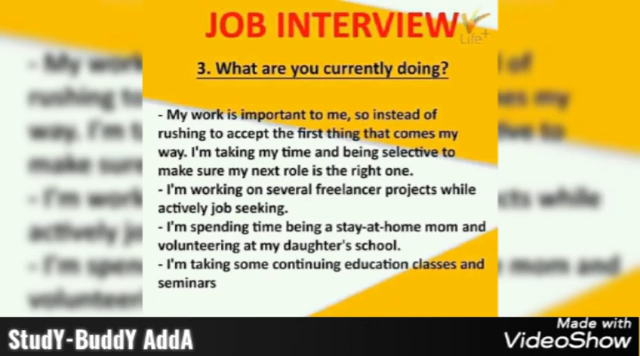 JOB INTERVIEW
Life+
3. What are you currently doing?
- My work is important to me, so instead of
rushing to accept the first thing that comes my
way. I'm taking my time and being selective to
make sure my next role is the right one.
- I'm working on several freelancer projects while
actively job seeking.
- I'm spending time being a stay-at-home mom and
volunteering at my daughter's school.
- I'm taking some continuing education classes and
seminars
StudY-BuddY AddA
Made with
VideoShow